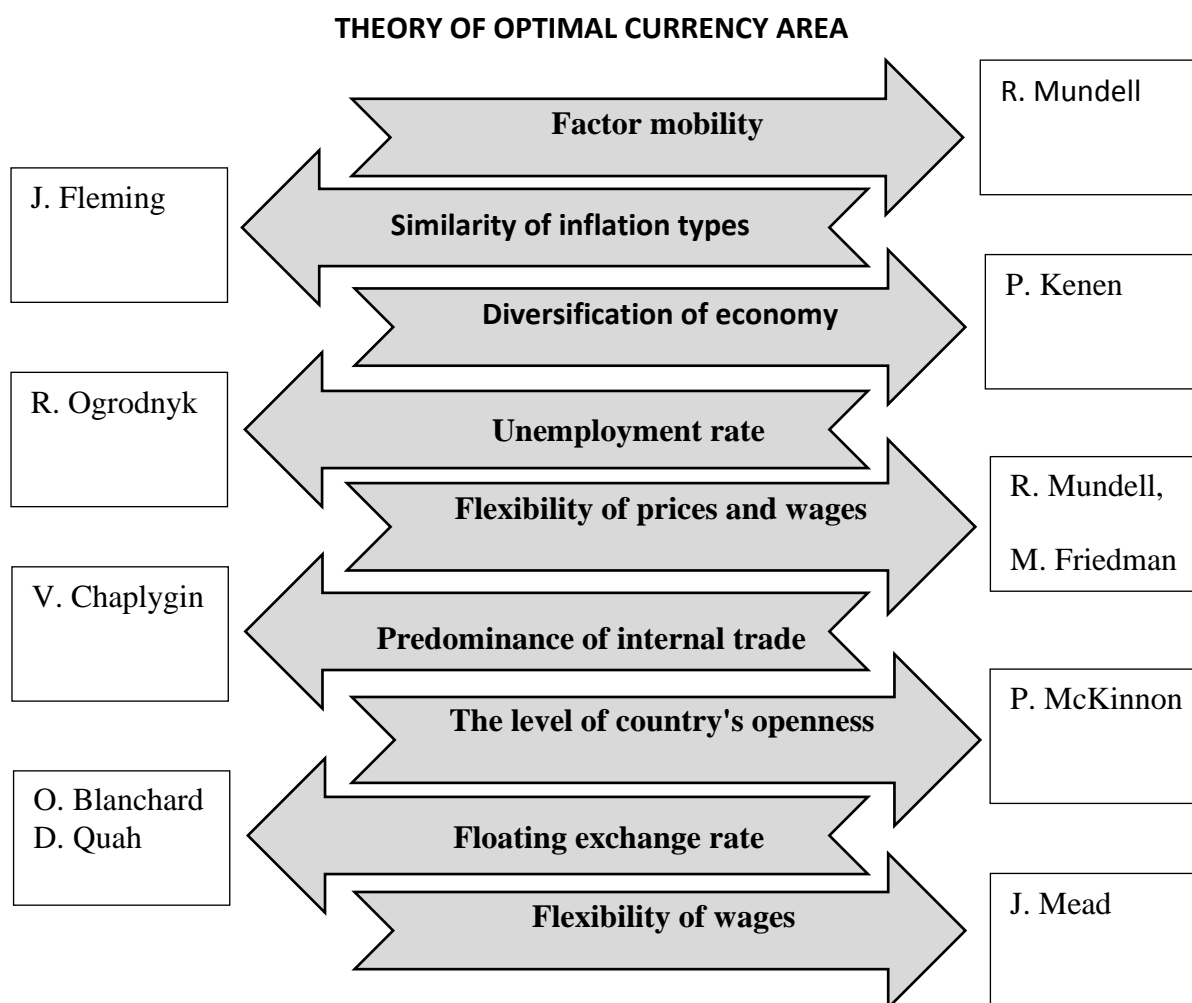 THEORY OF OPTIMAL CURRENCY AREA
Factor mobility
R. Mundell
J. Fleming
Similarity of inflation types
Diversification of economy
P. Kenen
R. Ogrodnyk
Unemployment rate
Flexibility of prices and wages
R. Mundell,
M. Friedman
V. Chaplygin
Predominance of internal trade
The level of country's openness
P. McKinnon
O. Blanchard
D. Quah
Floating exchange rate
Flexibility of wages
J. Mead